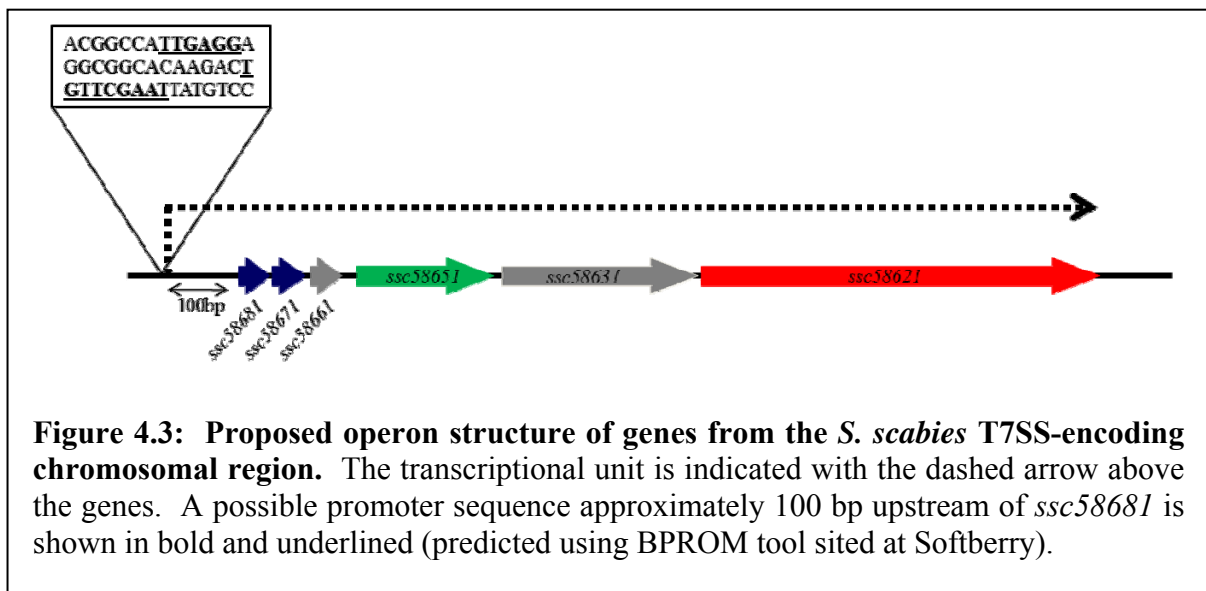 ACGGCCATTGAGGA
GGCGGCACAAGACT
GTTCGAATTATGTCC
100bp
ssc58681
ssc58671
ssc58661
ssc58651
ssc58631
ssc58621
Figure 4.3: Proposed operon structure of genes from the S. scabies T7SS-encoding
chromosomal region. The transcriptional unit is indicated with the dashed arrow above
the genes. A possible promoter sequence approximately 100 bp upstream of ssc58681 is
shown in bold and underlined (predicted using BPROM tool sited at Softberry).